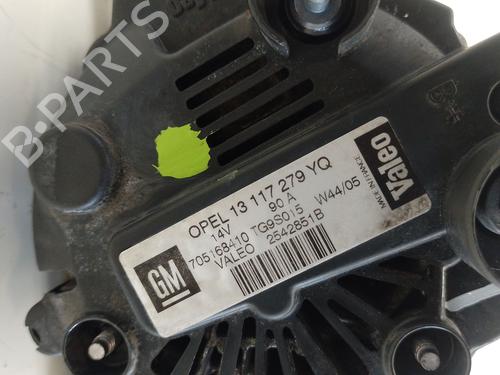 B-PARTS
OPEL 13 117 279 YQ
14V 90 A
705168410 TG9S015 W44/05
VALEO 2542851B
GM
Valeo
MADE IN FRANCE